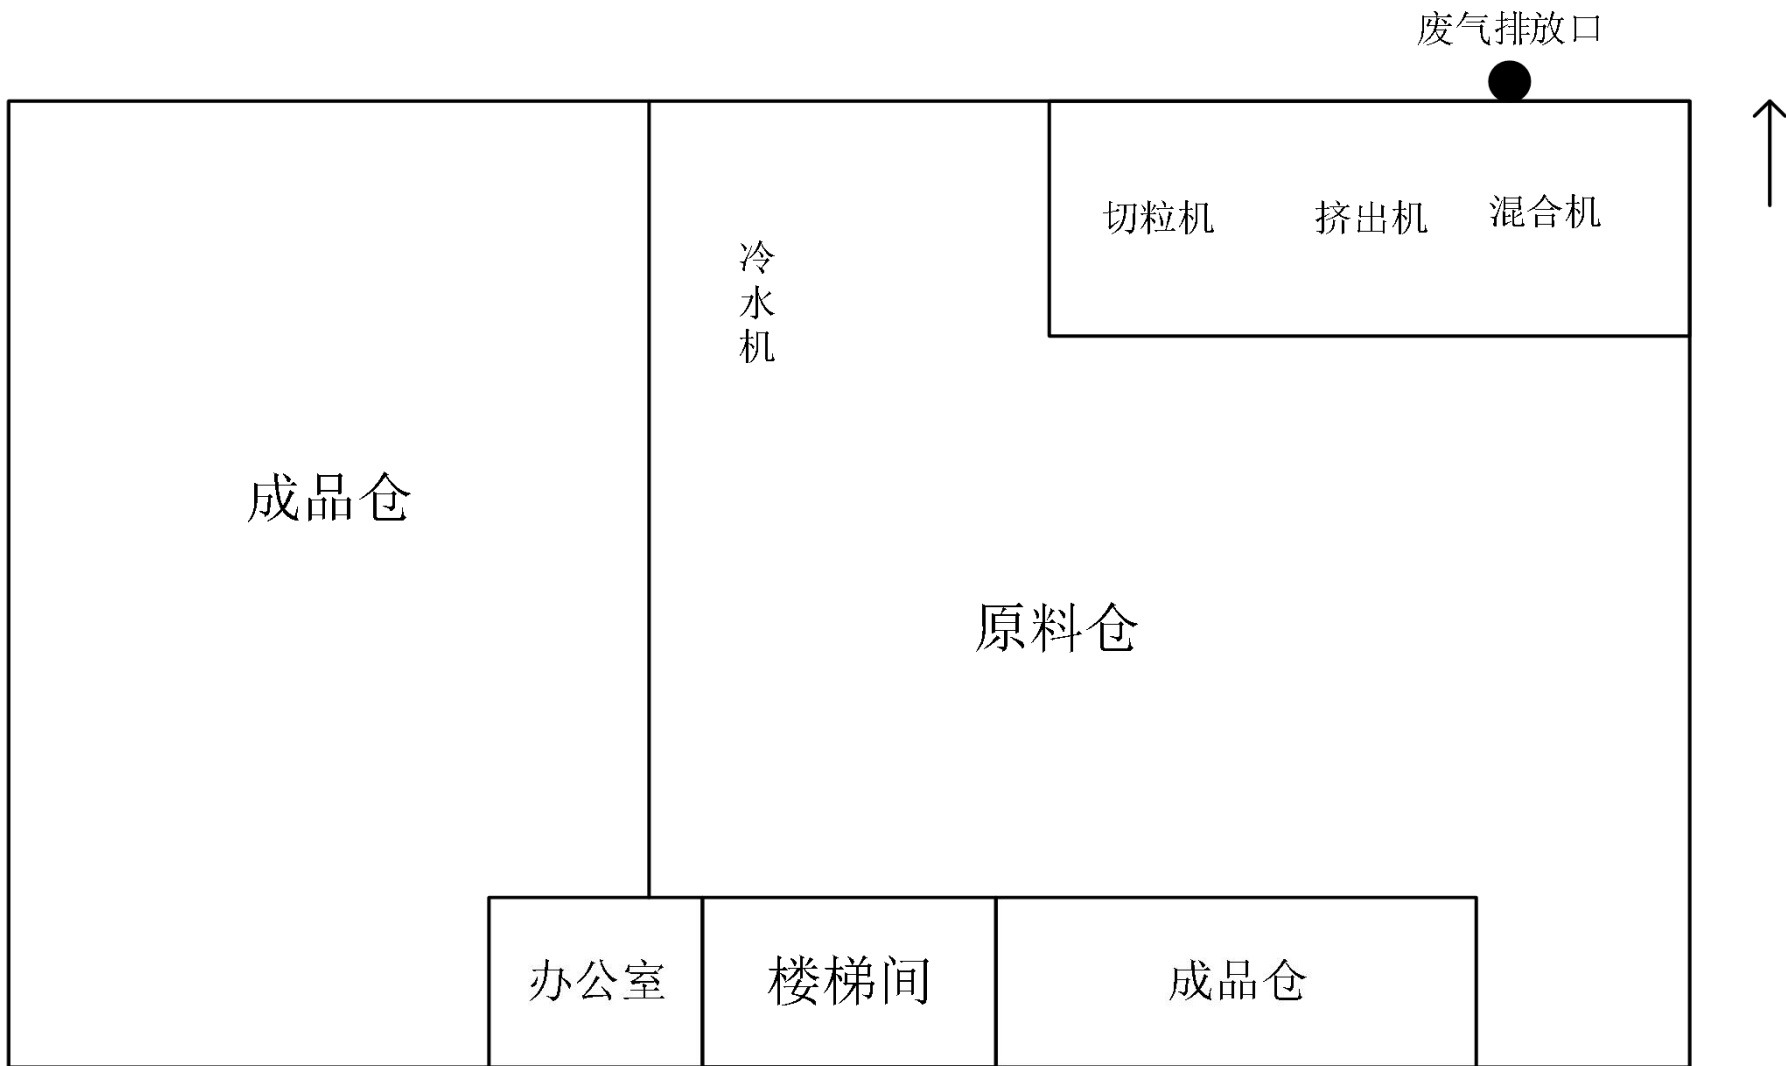 废气排放口
切粒机
挤出机
混合机
冷水机
成品仓
原料仓
办公室
楼梯间
成品仓